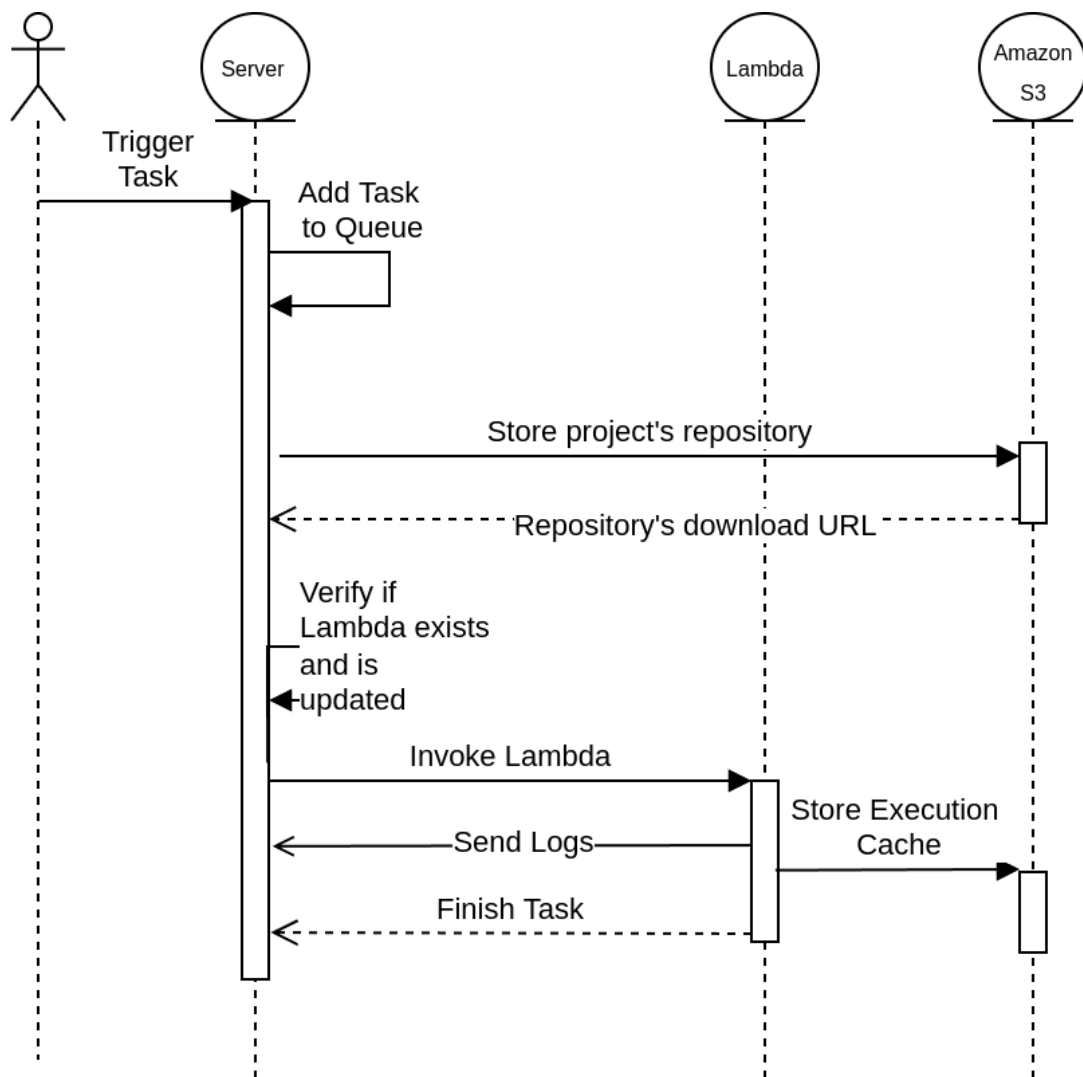 Server
Lambda
Amazon
S3
Trigger
Task
Add Task
to Queue
Store project's repository
Repository's download URL
Verify if
Lambda exists
and is
updated
Invoke Lambda
Store Execution
Cache
Send Logs
Finish Task